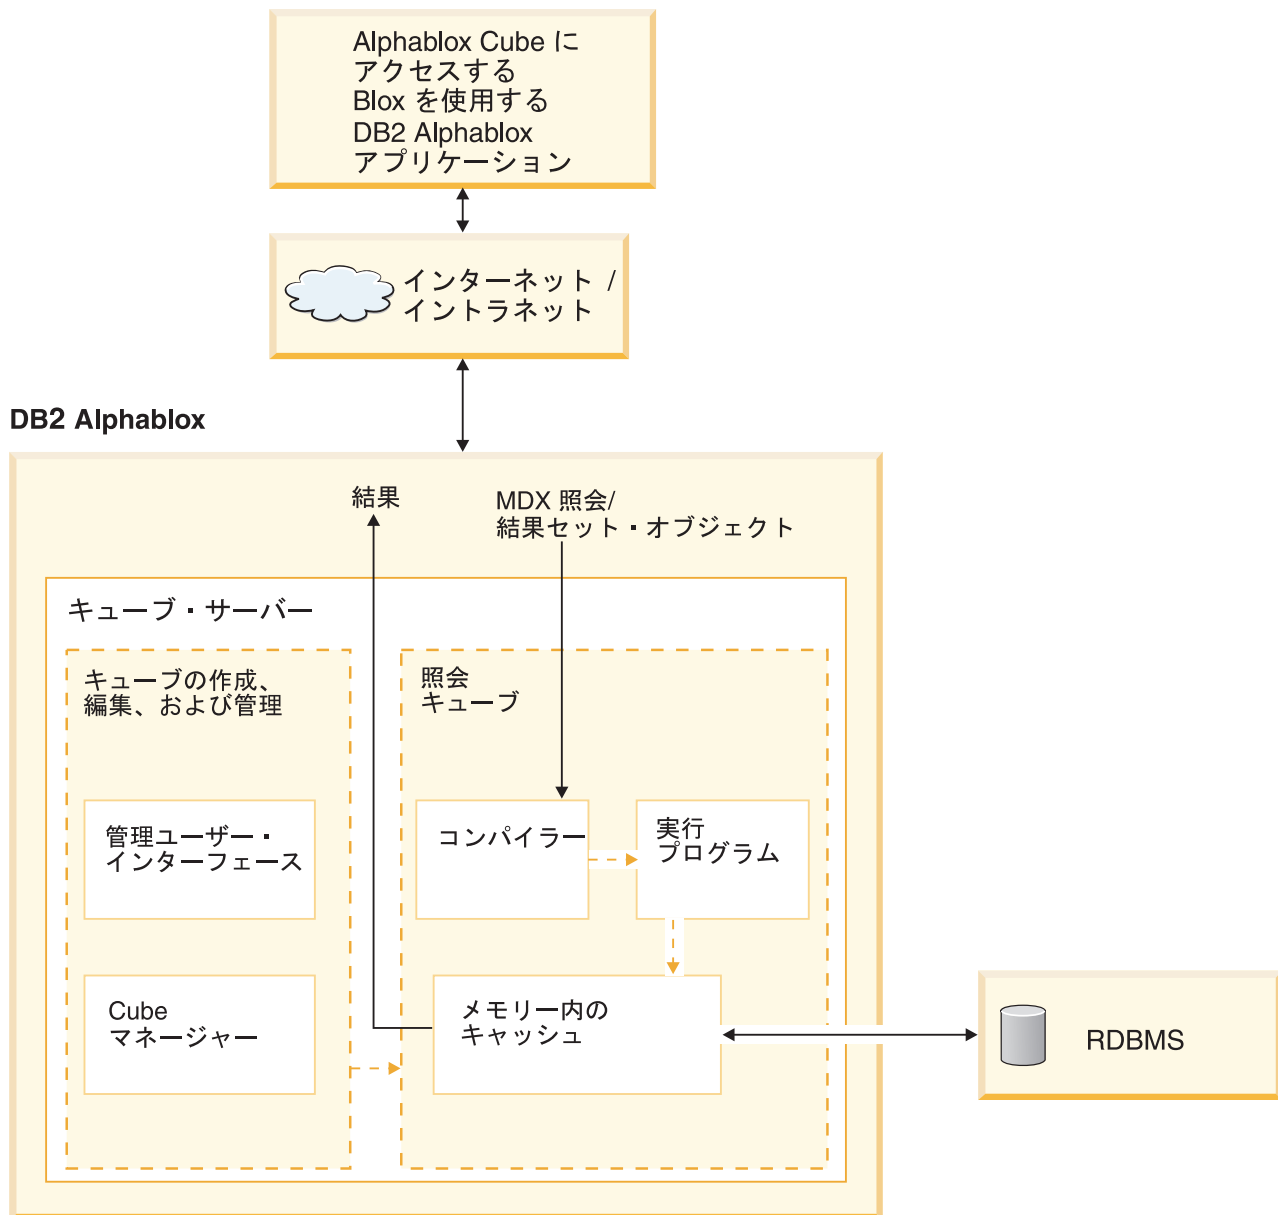 Alphablox Cube に
アクセスする
Blox を使用する
DB2 Alphablox
アプリケーション
インターネット /
イントラネット
DB2 Alphablox
結果
MDX 照会/
結果セット・オブジェクト
キューブ・サーバー
キューブの作成、
編集、および管理
照会
キューブ
管理ユーザー・
インターフェース
コンパイラー
実行
プログラム
Cube
マネージャー
メモリー内の
キャッシュ
RDBMS